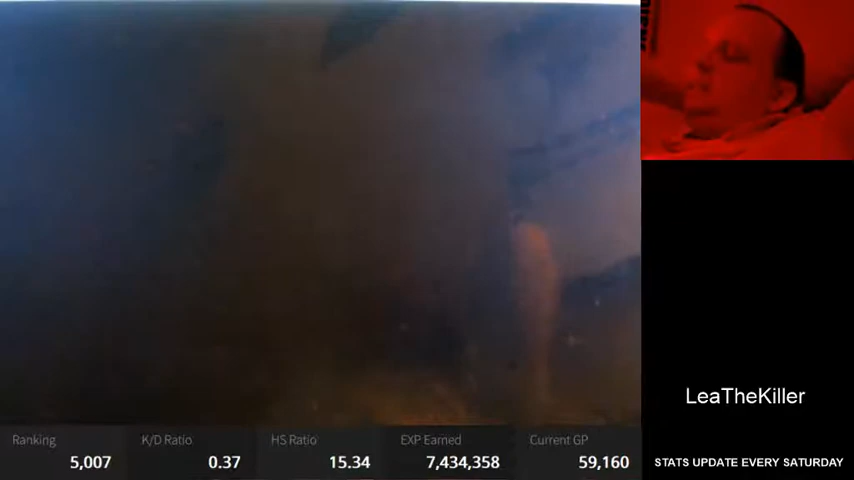 LeaTheKiller
Ranking
5,007
K/D Ratio
0.37
HS Ratio
15.34
EXP Earned
7,434,358
Current GP
59,160
STATS UPDATE EVERY SATURDAY